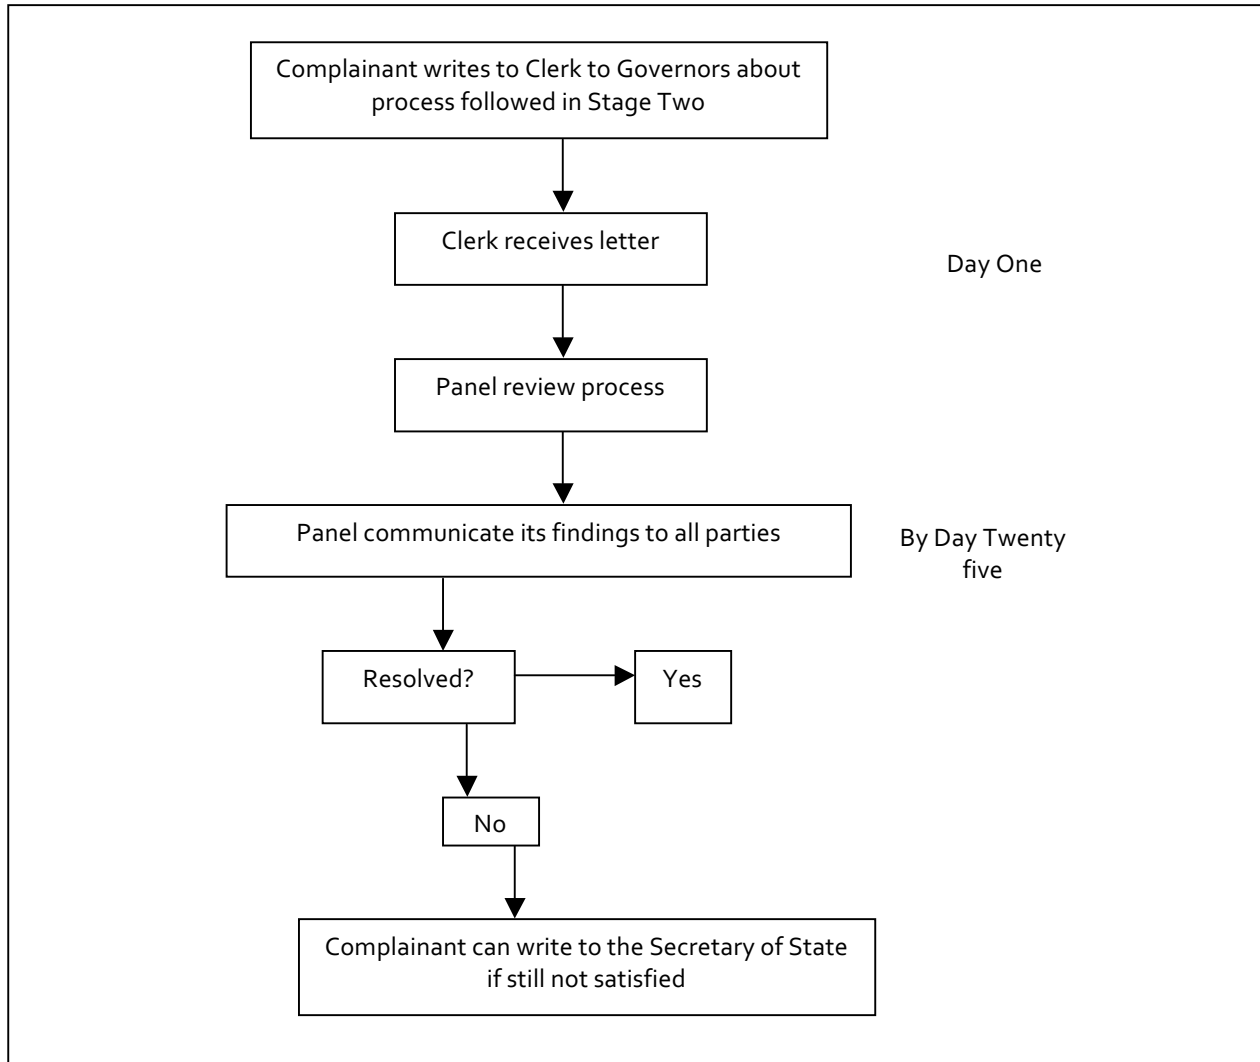 Complainant writes to Clerk to Governors about
process followed in Stage Two
Clerk receives letter
Day One
Panel review process
Panel communicate its findings to all parties
By Day Twenty
five
Resolved?
Yes
No
Complainant can write to the Secretary of State
if still not satisfied